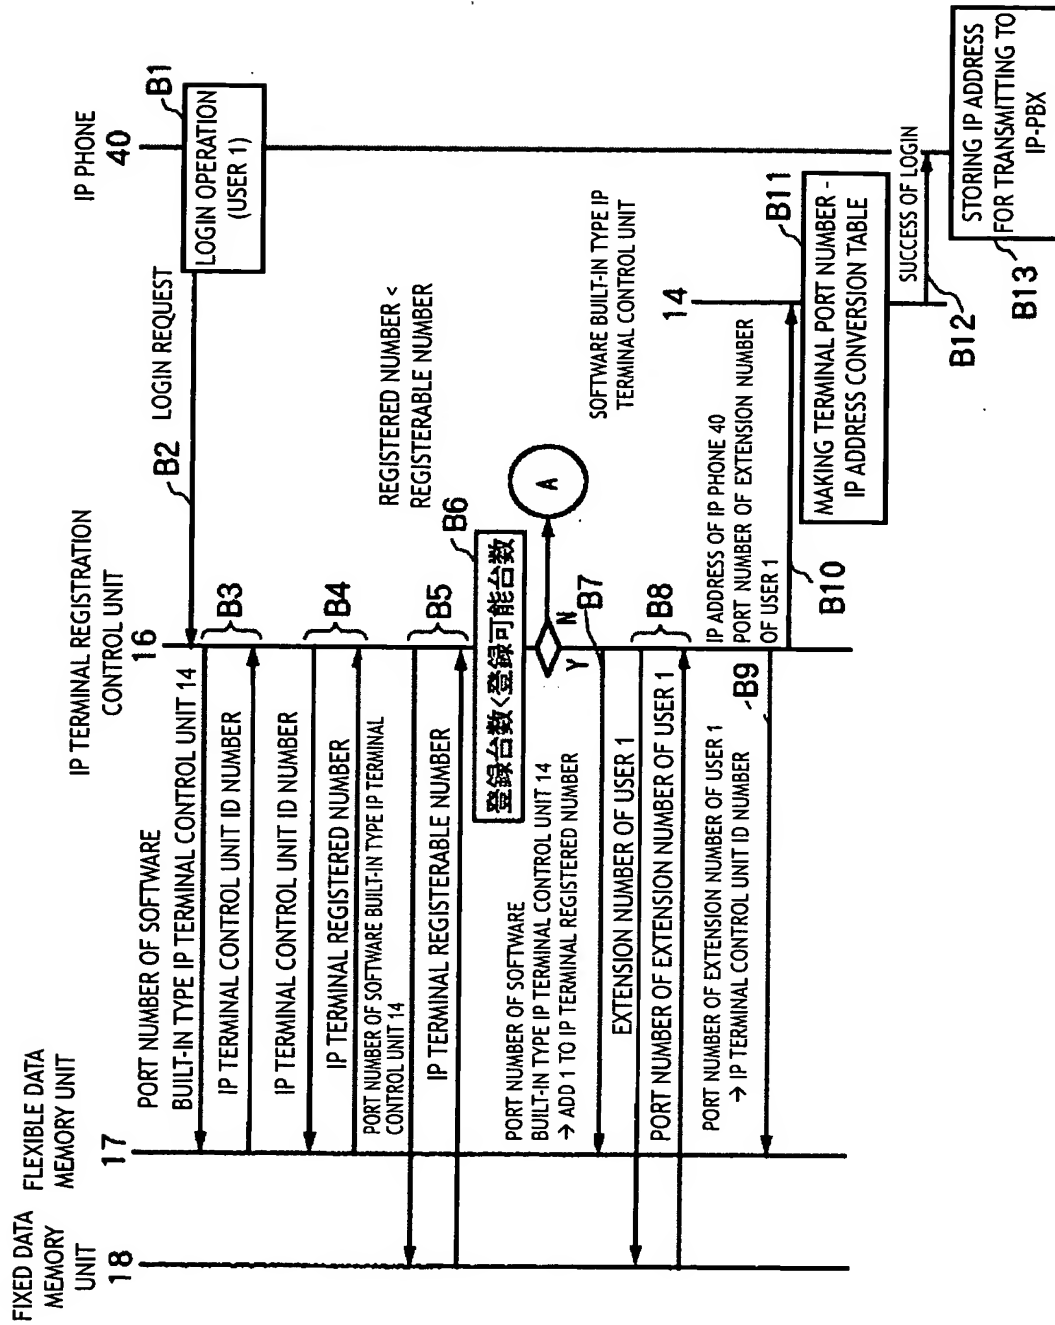 FIXED DATA
MEMORY
UNIT
18
FLEXIBLE DATA
MEMORY UNIT
17
IP TERMINAL REGISTRATION
CONTROL UNIT
16
IP PHONE
40
B1
LOGIN OPERATION
(USER 1)
LOGIN REQUEST
B2
PORT NUMBER OF SOFTWARE
BUILT-IN TYPE IP TERMINAL CONTROL UNIT 14
B3
IP TERMINAL CONTROL UNIT ID NUMBER
IP TERMINAL CONTROL UNIT ID NUMBER
B4
IP TERMINAL REGISTERED NUMBER
PORT NUMBER OF SOFTWARE BUILT-IN TYPE IP TERMINAL
CONTROL UNIT 14
B5
IP TERMINAL REGISTERABLE NUMBER
REGISTERED NUMBER <
REGISTERABLE NUMBER
B6
登録台数<登録可能台数
A
N
Y
B7
PORT NUMBER OF SOFTWARE
BUILT-IN TYPE IP TERMINAL CONTROL UNIT 14
→ ADD 1 TO IP TERMINAL REGISTERED NUMBER
EXTENSION NUMBER OF USER 1
B8
PORT NUMBER OF EXTENSION NUMBER OF USER 1
SOFTWARE BUILT-IN TYPE IP
TERMINAL CONTROL UNIT
14
PORT NUMBER OF EXTENSION NUMBER OF USER 1
→ IP TERMINAL CONTROL UNIT ID NUMBER
B9
IP ADDRESS OF IP PHONE 40
PORT NUMBER OF EXTENSION NUMBER
OF USER 1
B10
B11
MAKING TERMINAL PORT NUMBER -
IP ADDRESS CONVERSION TABLE
SUCCESS OF LOGIN
B12
STORING IP ADDRESS
FOR TRANSMITTING TO
IP-PBX
B13